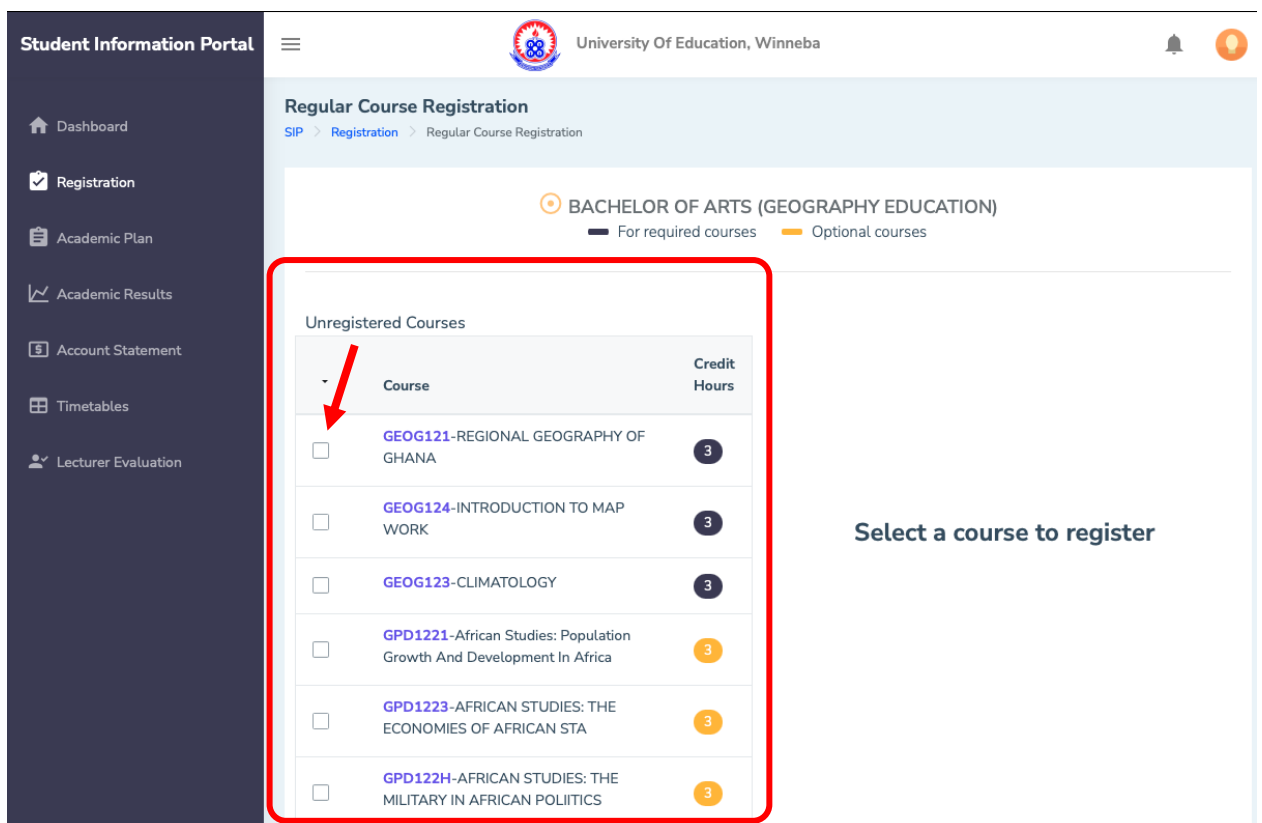 Student Information Portal
University Of Education, Winneba
Dashboard
Registration
Academic Plan
Academic Results
Account Statement
Timetables
Lecturer Evaluation
Regular Course Registration
SIP > Registration > Regular Course Registration
BACHELOR OF ARTS (GEOGRAPHY EDUCATION)
For required courses Optional courses
Unregistered Courses
Course Credit Hours
GEOG121-REGIONAL GEOGRAPHY OF
GHANA
3
GEOG124-INTRODUCTION TO MAP
WORK
3
GEOG123-CLIMATOLOGY
3
GPD1221-African Studies: Population
Growth And Development In Africa
3
GPD1223-AFRICAN STUDIES: THE
ECONOMIES OF AFRICAN STA
3
GPD122H-AFRICAN STUDIES: THE
MILITARY IN AFRICAN POLIITICS
3
Select a course to register